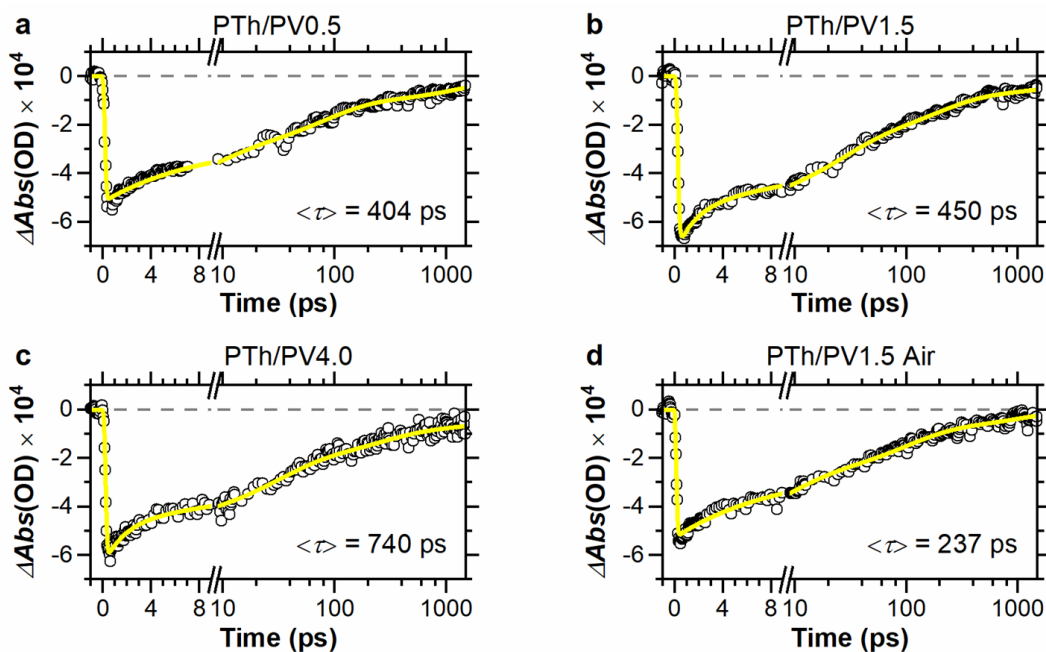 a PTh/PV0.5
ΔAbs(OD) × 10⁴
0
-2
-4
-6
<τ> = 404 ps
0 4 8 10 100 1000
Time (ps)
b PTh/PV1.5
ΔAbs(OD) × 10⁴
0
-2
-4
-6
<τ> = 450 ps
0 4 8 10 100 1000
Time (ps)
c PTh/PV4.0
ΔAbs(OD) × 10⁴
0
-2
-4
-6
<τ> = 740 ps
0 4 8 10 100 1000
Time (ps)
d PTh/PV1.5 Air
ΔAbs(OD) × 10⁴
0
-2
-4
-6
<τ> = 237 ps
0 4 8 10 100 1000
Time (ps)